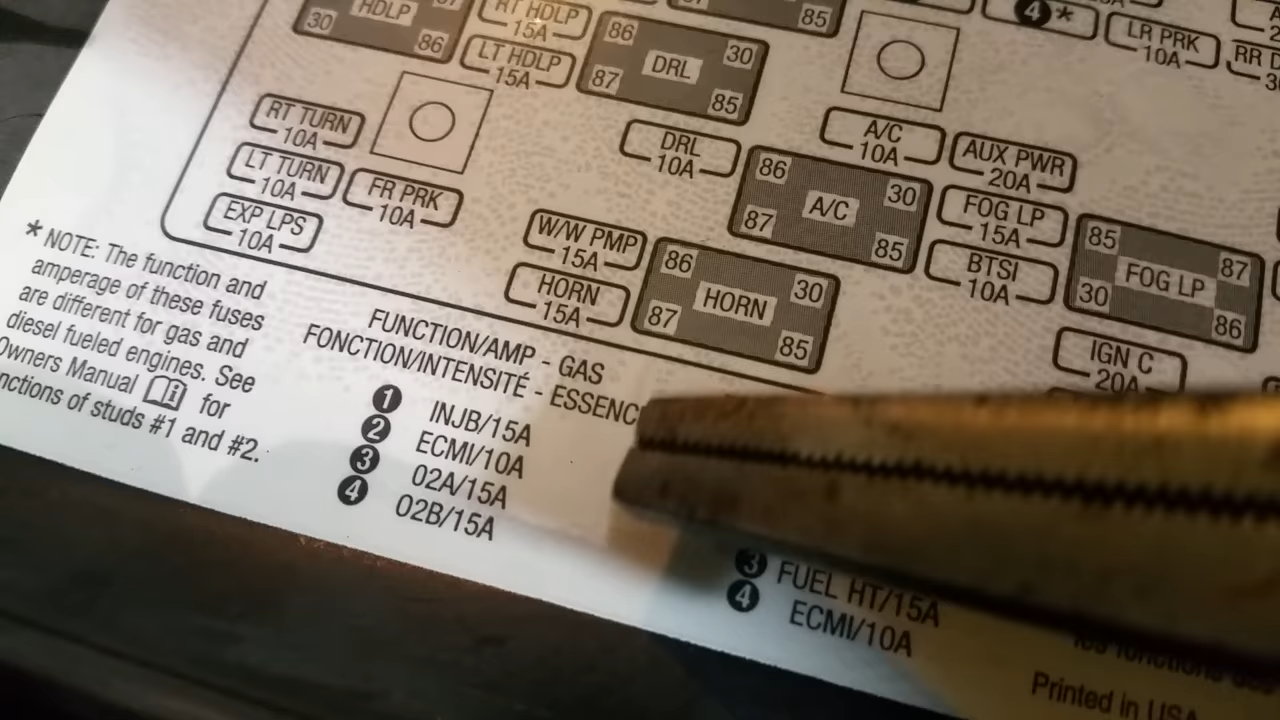 HDLP
30
86
RT HDLP
15A
LT HDLP
15A
86
30
DRL
87
85
85
4*
LR PRK
10A
RT TURN
10A
LT TURN
10A
FR PRK
10A
EXP LPS
10A
DRL
10A
A/C
10A
AUX PWR
20A
86
30
A/C
87
85
FOG LP
15A
BTSI
10A
85
87
FOG LP
30
86
W/W PMP
15A
HORN
15A
86
30
HORN
87
85
IGN C
20A
* NOTE: The function and
amperage of these fuses
are different for gas and
diesel fueled engines. See
Owners Manual for
nctions of studs #1 and #2.
FUNCTION/AMP - GAS
FONCTION/INTENSITÉ - ESSENC
1 INJB/15A
2 ECMI/10A
3 02A/15A
4 02B/15A
3 FUEL HT/15A
4 ECMI/10A
Printed in USA